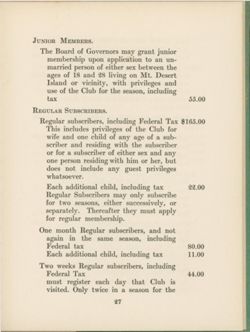 JUNIOR MEMBERS.
The Board of Governors may grant junior
membership upon application to an un-
married person of either sex between the
ages of 18 and 28 living on Mt. Desert
Island or vicinity, with privileges and
use of the Club for the season, including
tax 55.00
REGULAR SUBSCRIBERS.
Regular subscribers, including Federal Tax $165.00
This includes privileges of the Club for
wife and one child of any age of a sub-
scriber and residing with the subscriber
or for a subscriber of either sex and any
one person residing with him or her, but
does not include any guest privileges
whatsoever.
Each additional child, including tax 22.00
Regular Subscribers may only subscribe
for two seasons, either successively, or
separately. Thereafter they must apply
for regular membership.
One month Regular subscribers, and not
again in the same season, including
Federal tax 80.00
Each additional child, including tax 11.00
Two weeks Regular subscribers, including
Federal Tax 44.00
must register each day that Club is
visited. Only twice in a season for the
27